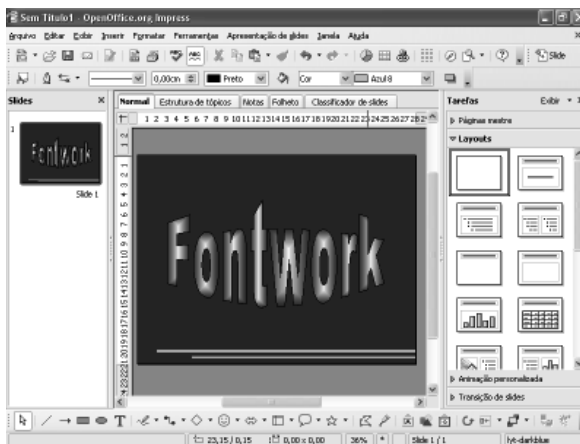 Sem Título1 - OpenOffice.org Impress
Arquivo Editar Exibir Inserir Formatar Ferramentas Apresentação de slides Janela Ajuda
Slide
0,00cm Preto Cor Azul 8
Slides
Normal Estrutura de tópicos Notas Folheto Classificador de slides
Tarefas Exibir
Páginas mestre
Layouts
1
Fontwork
Slide 1
Fontwork
Animação personalizada
Transição de slides
23,15 / 0,15 0,00 x 0,00 36% * Slide 1 / 1 lyt-darkblue